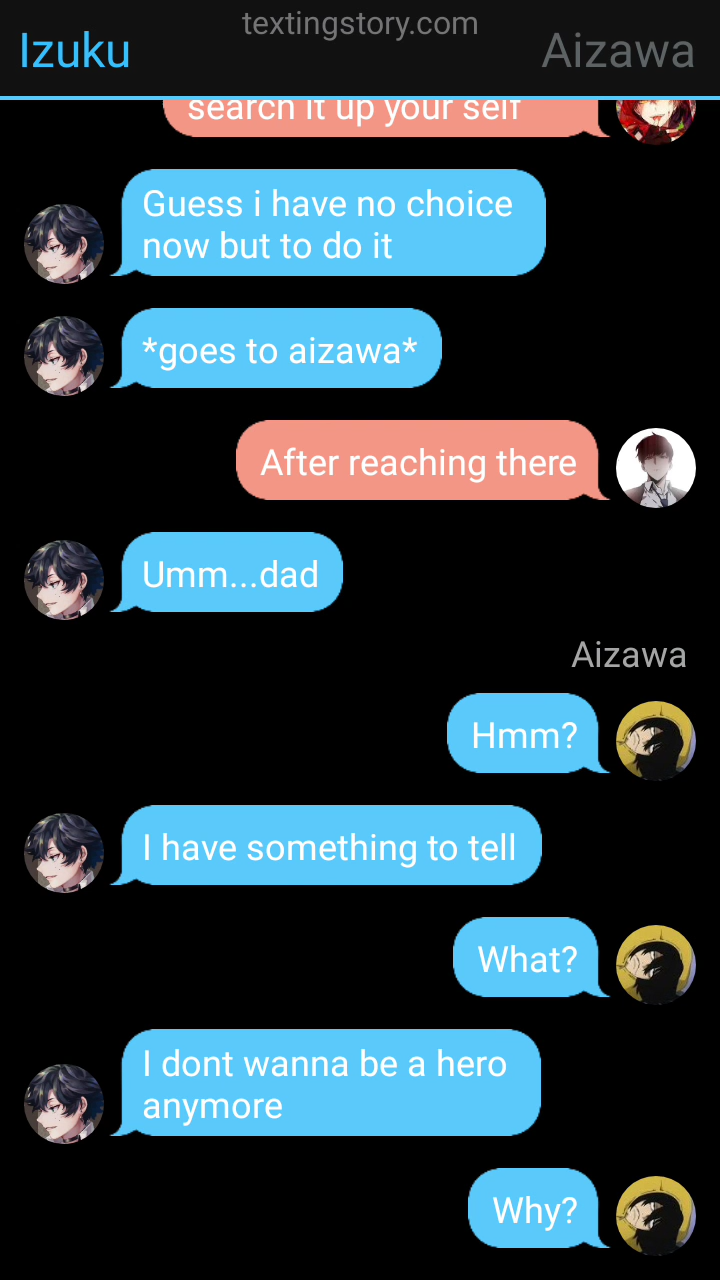 textingstory.com
Izuku
Aizawa
search it up your self
Guess i have no choice
now but to do it
*goes to aizawa*
After reaching there
Umm...dad
Aizawa
Hmm?
I have something to tell
What?
I dont wanna be a hero
anymore
Why?